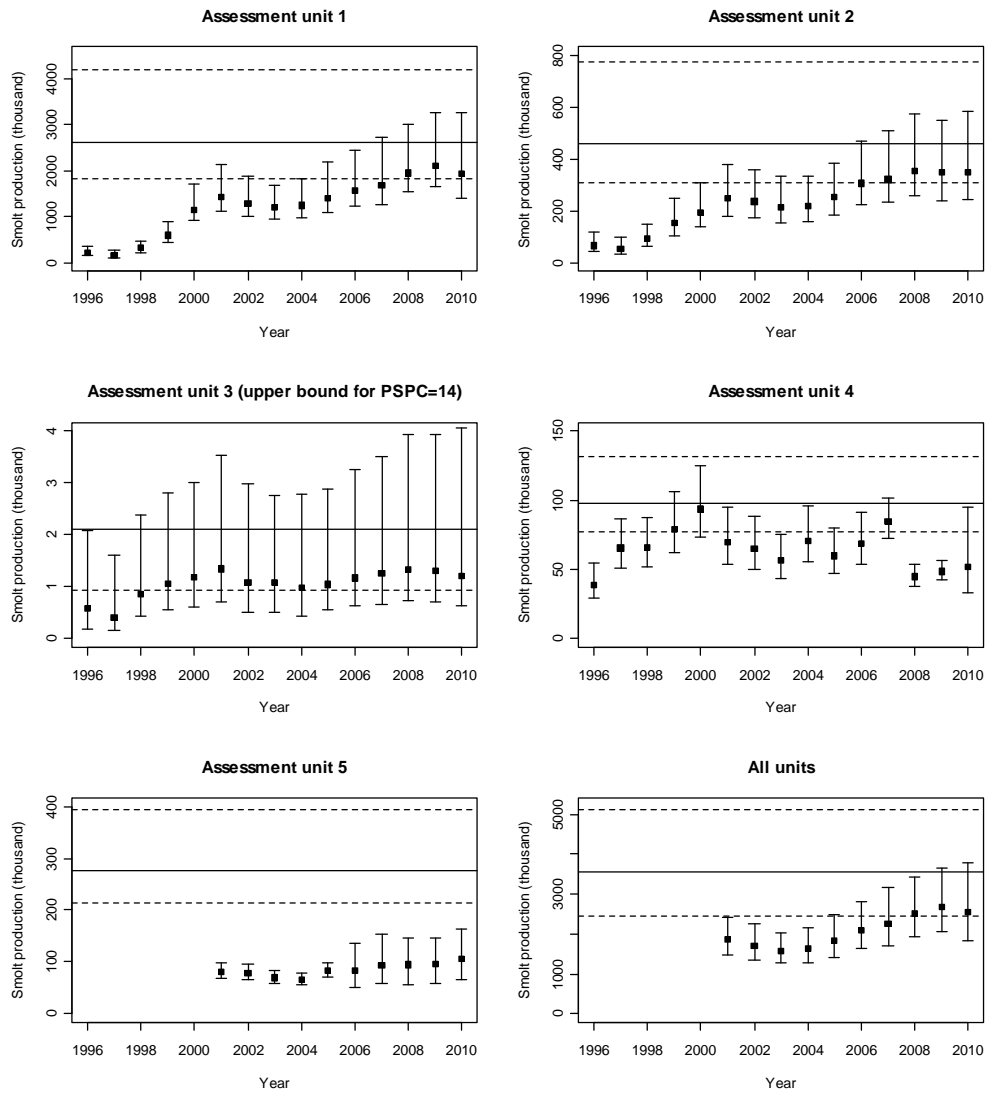 Assessment unit 1
Smolt production (thousand)
4000
3000
2000
1000
0
1996 1998 2000 2002 2004 2006 2008 2010
Year
Assessment unit 2
Smolt production (thousand)
800
600
400
200
0
1996 1998 2000 2002 2004 2006 2008 2010
Year
Assessment unit 3 (upper bound for PSPC=14)
Smolt production (thousand)
4
3
2
1
0
1996 1998 2000 2002 2004 2006 2008 2010
Year
Assessment unit 4
Smolt production (thousand)
150
100
50
0
1996 1998 2000 2002 2004 2006 2008 2010
Year
Assessment unit 5
Smolt production (thousand)
400
300
200
100
0
1996 1998 2000 2002 2004 2006 2008 2010
Year
All units
Smolt production (thousand)
5000
3000
1000
0
1996 1998 2000 2002 2004 2006 2008 2010
Year